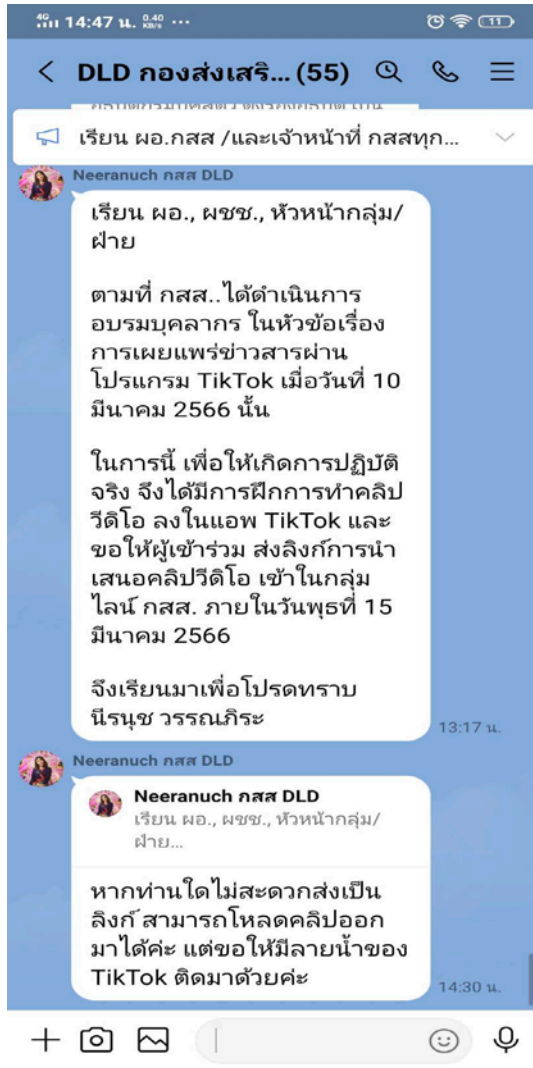 4G 14:47 น. 0.40 KB/s ··· 11
DLD กองส่งเสริ... (55)
เรียน ผอ.กสส /และเจ้าหน้าที่ กสสทุก...
Neeranuch กสส DLD
เรียน ผอ., ผชช., หัวหน้ากลุ่ม/
ฝ่าย
ตามที่ กสส..ได้ดำเนินการ
อบรมบุคลากร ในหัวข้อเรื่อง
การเผยแพร่ข่าวสารผ่าน
โปรแกรม TikTok เมื่อวันที่ 10
มีนาคม 2566 นั้น
ในการนี้ เพื่อให้เกิดการปฏิบัติ
จริง จึงได้มีการฝึกการทำคลิป
วีดิโอ ลงในแอพ TikTok และ
ขอให้ผู้เข้าร่วม ส่งลิงก์การนำ
เสนอคลิปวีดิโอ เข้าในกลุ่ม
ไลน์ กสส. ภายในวันพุธที่ 15
มีนาคม 2566
จึงเรียนมาเพื่อโปรดทราบ
นีรนุช วรรณภิระ
13:17 น.
Neeranuch กสส DLD
Neeranuch กสส DLD
เรียน ผอ., ผชช., หัวหน้ากลุ่ม/
ฝ่าย...
หากท่านใดไม่สะดวกส่งเป็น
ลิงก์ สามารถโหลดคลิปออก
มาได้ค่ะ แต่ขอให้มีลายน้ำของ
TikTok ติดมาด้วยค่ะ
14:30 น.